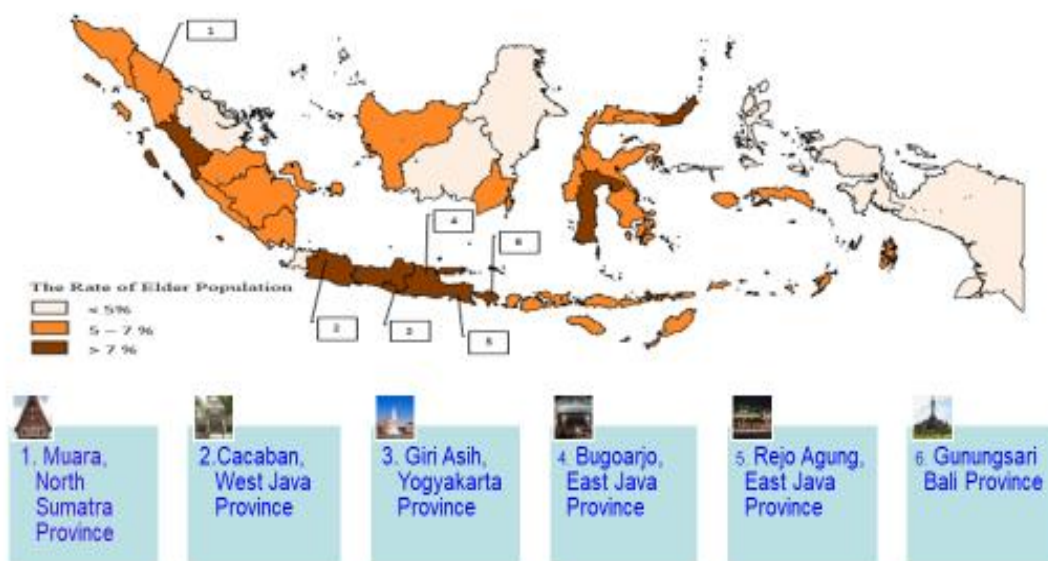 1
4
6
The Rate of Elder Population
< 5%
5 – 7 %
> 7 %
2
3
5
1. Muara,
North
Sumatra
Province
2.Cacaban,
West Java
Province
3. Giri Asih,
Yogyakarta
Province
4. Bugoarjo,
East Java
Province
5. Rejo Agung,
East Java
Province
6. Gunungsari
Bali Province